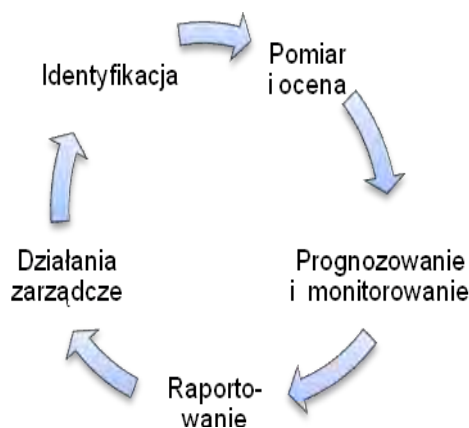 Identyfikacja
Pomiar
i ocena
Prognozowanie
i monitorowanie
Raporto-
wanie
Działania
zarządcze